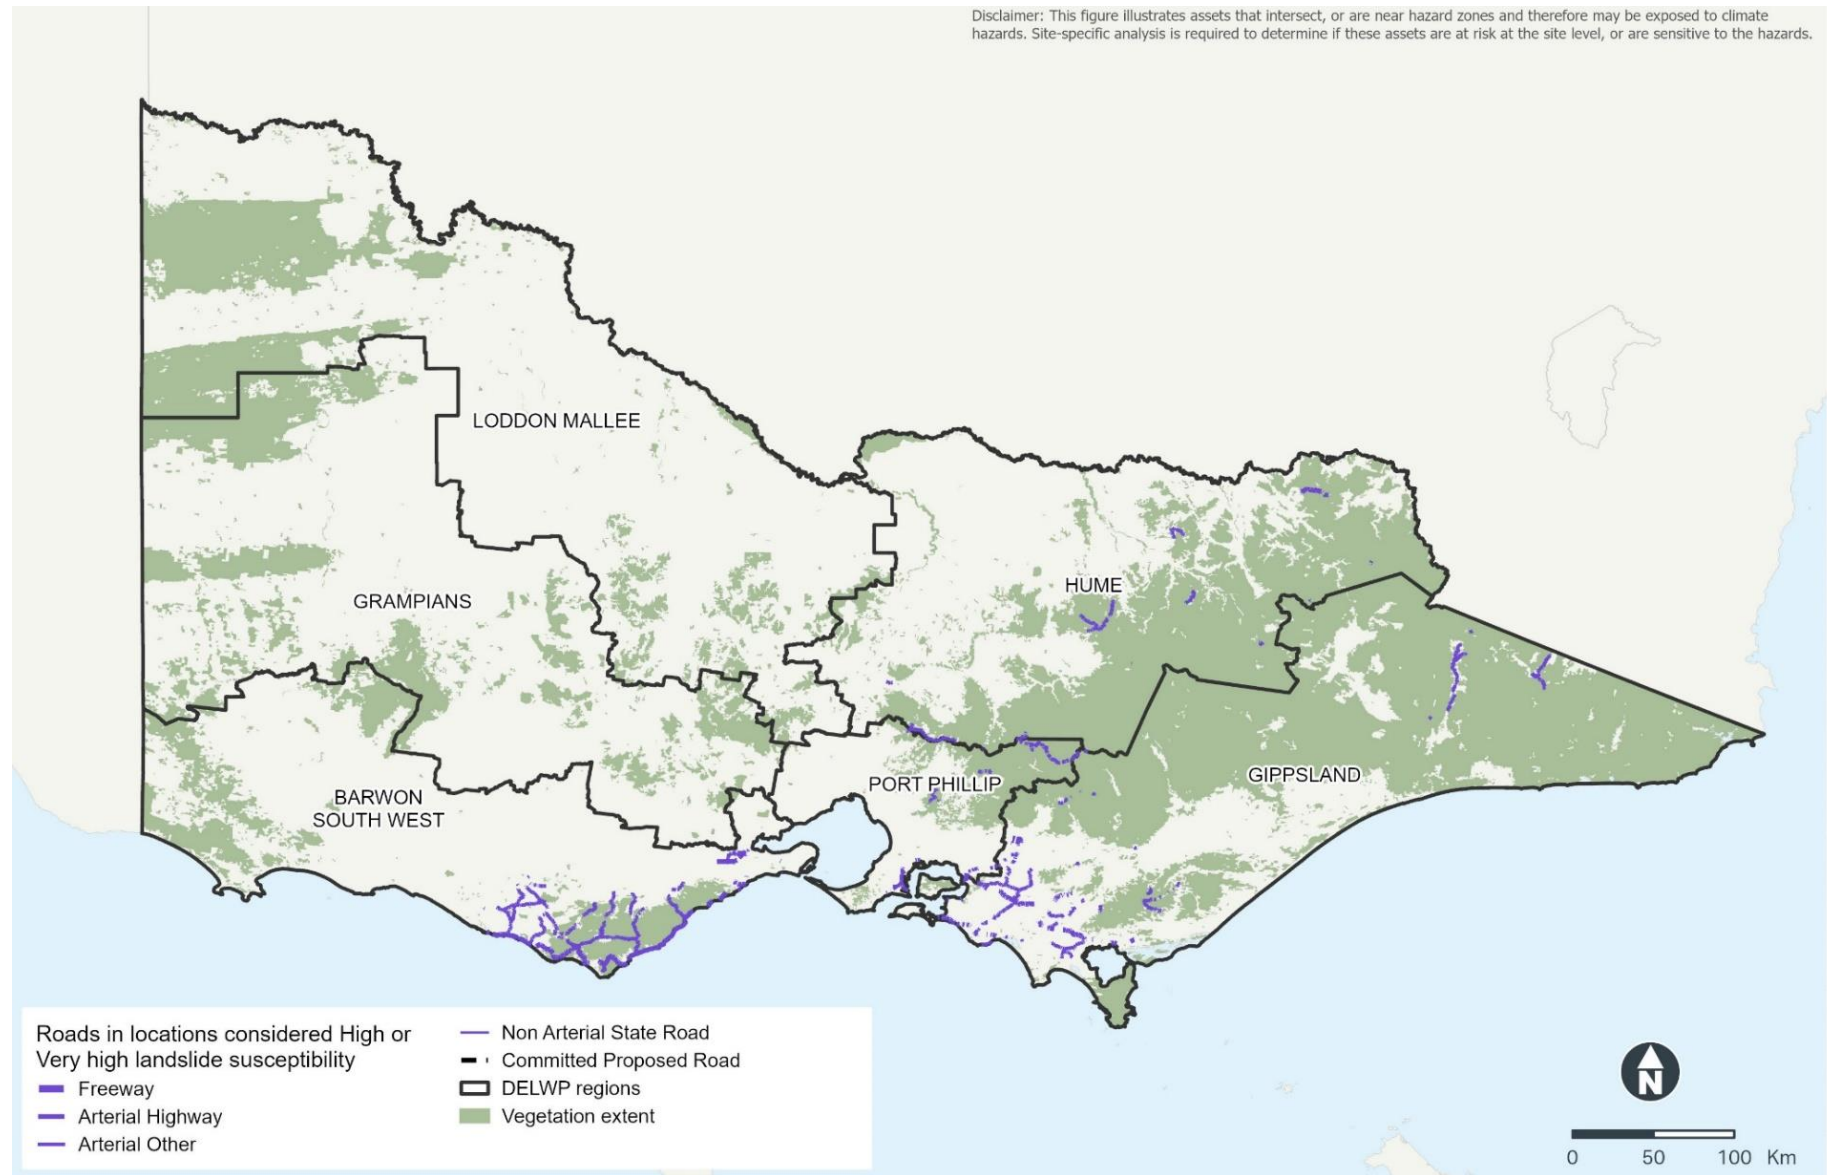 Disclaimer: This figure illustrates assets that intersect, or are near hazard zones and therefore may be exposed to climate
hazards. Site-specific analysis is required to determine if these assets are at risk at the site level, or are sensitive to the hazards.
LODDON MALLEE
HUME
GRAMPIANS
GIPPSLAND
PORT PHILLIP
BARWON
SOUTH WEST
Roads in locations considered High or
Very high landslide susceptibility
Freeway
Arterial Highway
Arterial Other
Non Arterial State Road
Committed Proposed Road
DELWP regions
Vegetation extent
N
0 50 100 Km